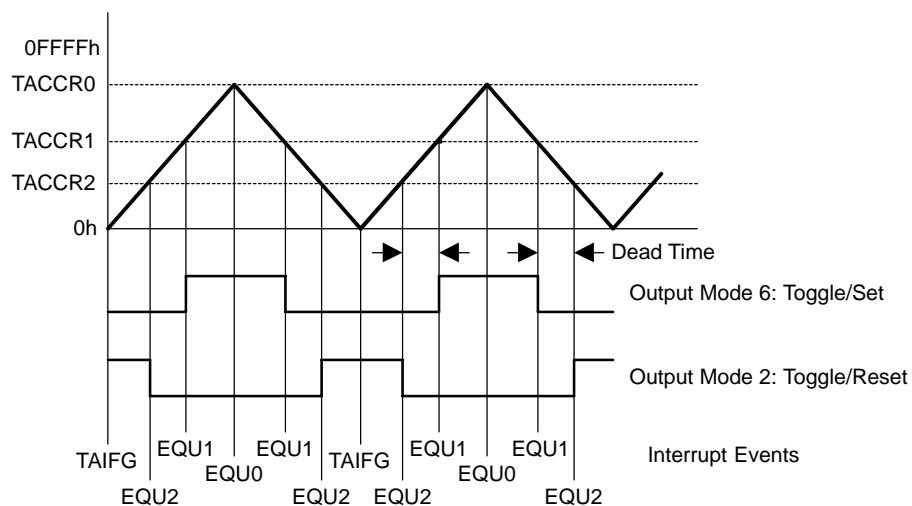 0FFFFh
TACCR0
TACCR1
TACCR2
0h
Dead Time
Output Mode 6: Toggle/Set
Output Mode 2: Toggle/Reset
TAIFG EQU1 EQU1 TAIFG EQU1 EQU1 Interrupt Events
EQU0 EQU0
EQU2 EQU2 EQU2 EQU2